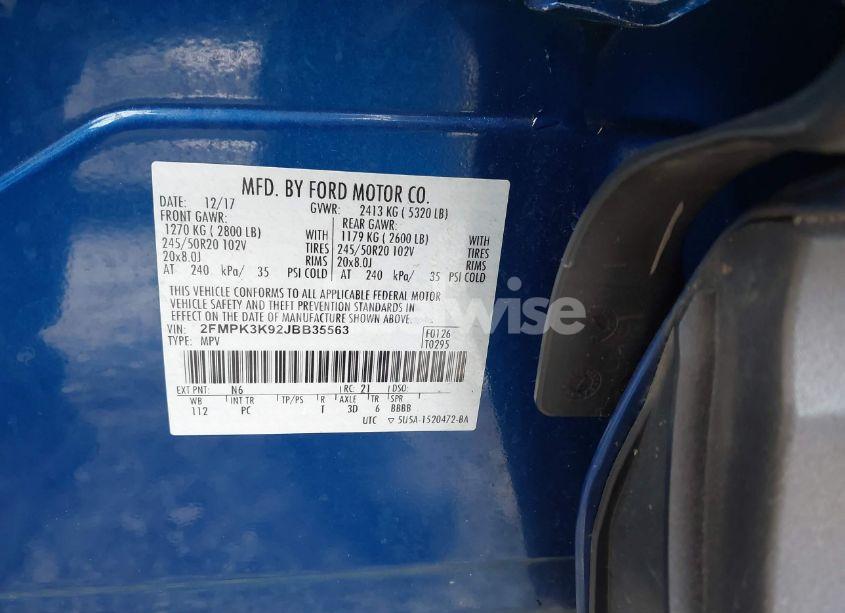 MFD. BY FORD MOTOR CO.
DATE: 12/17 GVWR: 2413 KG ( 5320 LB)
FRONT GAWR: REAR GAWR:
1270 KG ( 2800 LB) WITH 1179 KG ( 2600 LB) WITH
245/50R20 102V TIRES 245/50R20 102V TIRES
20x8.0J RIMS 20x8.0J RIMS
AT 240 kPa/ 35 PSI COLD AT 240 kPa/ 35 PSI COLD
THIS VEHICLE CONFORMS TO ALL APPLICABLE FEDERAL MOTOR
VEHICLE SAFETY AND THEFT PREVENTION STANDARDS IN
EFFECT ON THE DATE OF MANUFACTURE SHOWN ABOVE.
VIN: 2FMPK3K92JBB35563 F0126
TYPE: MPV T0295
EXT PNT: N6 RC: 21 DSO:
WB INT TR TP/PS R AXLE TR SPR
112 PC T 3D 6 BBBB
UTC ▽ 5U5A-1520472-BA